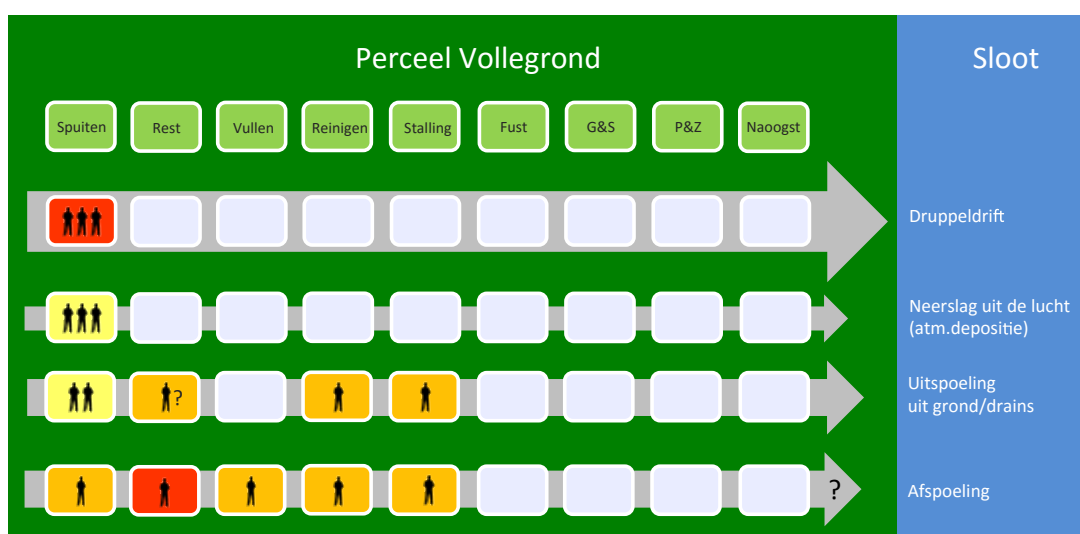 Perceel Vollegrond
Sloot
Spuiten
Rest
Vullen
Reinigen
Stalling
Fust
G&S
P&Z
Naoogst
Druppeldrift
Neerslag uit de lucht
(atm.depositie)
?
Uitspoeling
uit grond/drains
?
Afspoeling